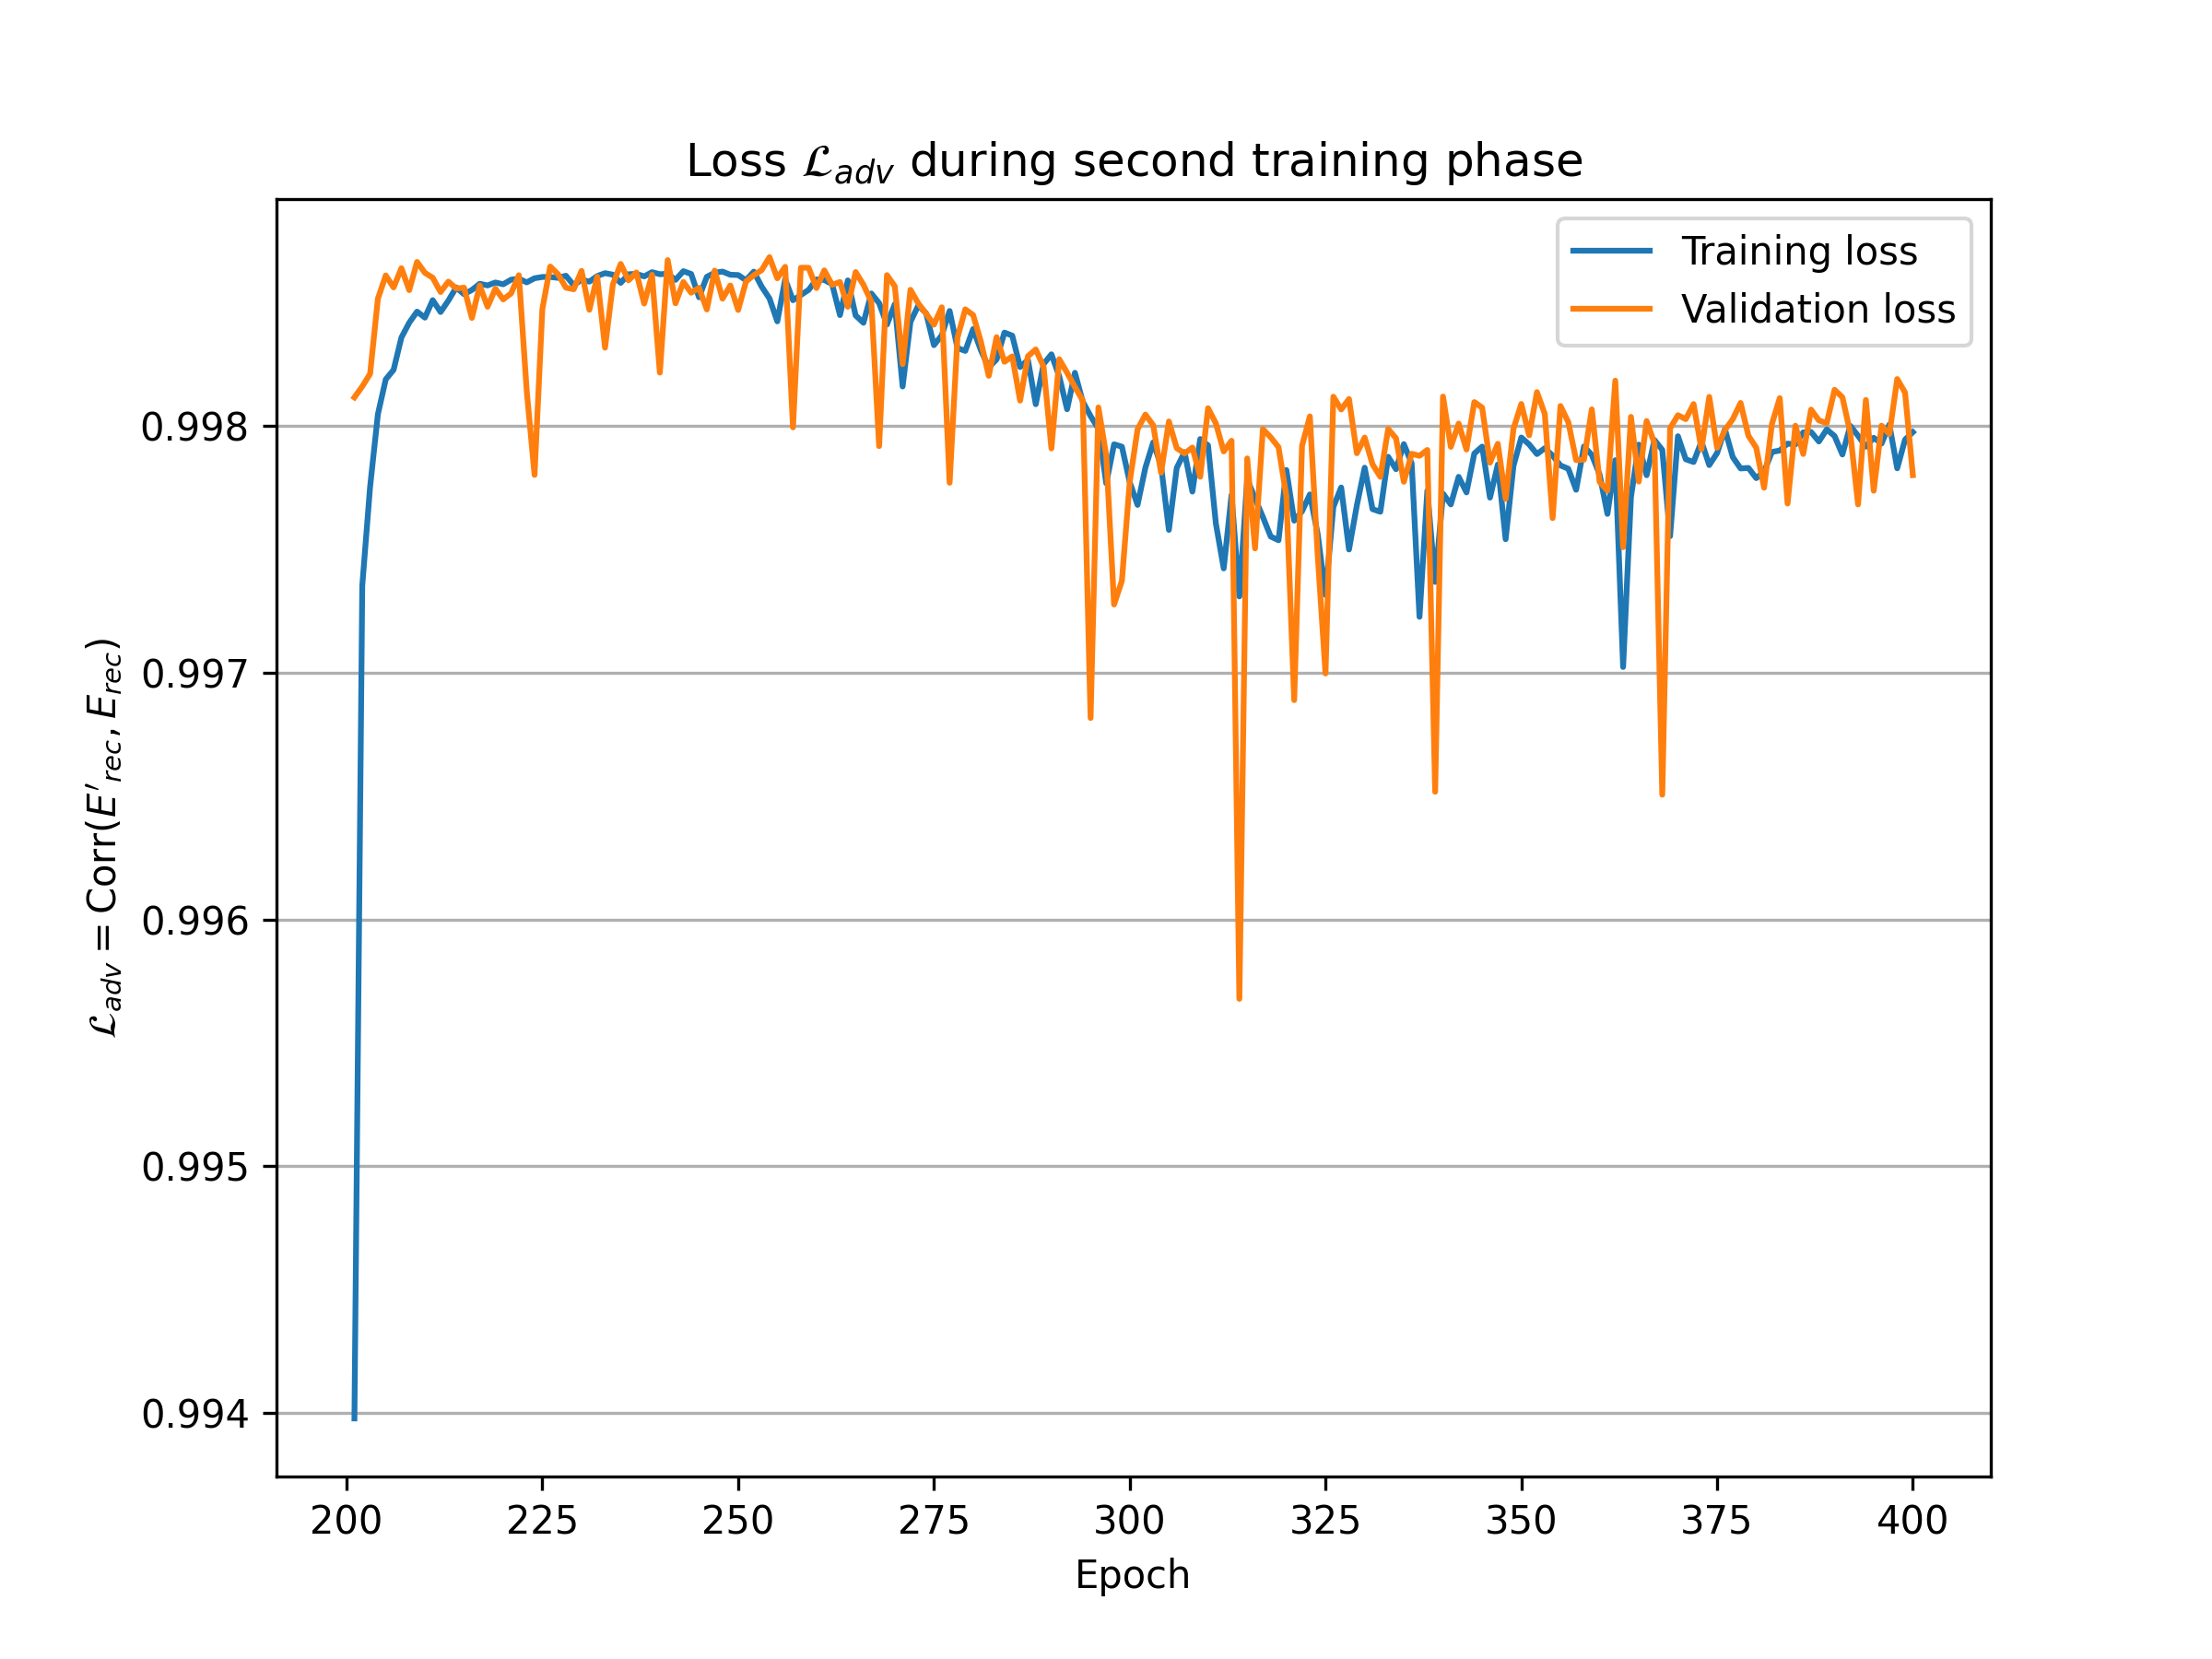 Loss ℒ_adv during second training phase
Training loss
Validation loss
ℒ_adv = Corr(E′_rec, E_rec)
0.998
0.997
0.996
0.995
0.994
200 225 250 275 300 325 350 375 400
Epoch